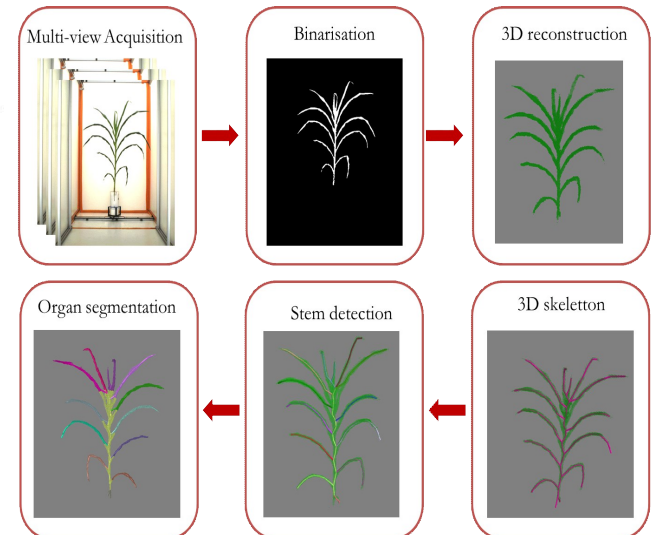 Multi-view Acquisition
Binarisation
3D reconstruction
Organ segmentation
Stem detection
3D skeletton